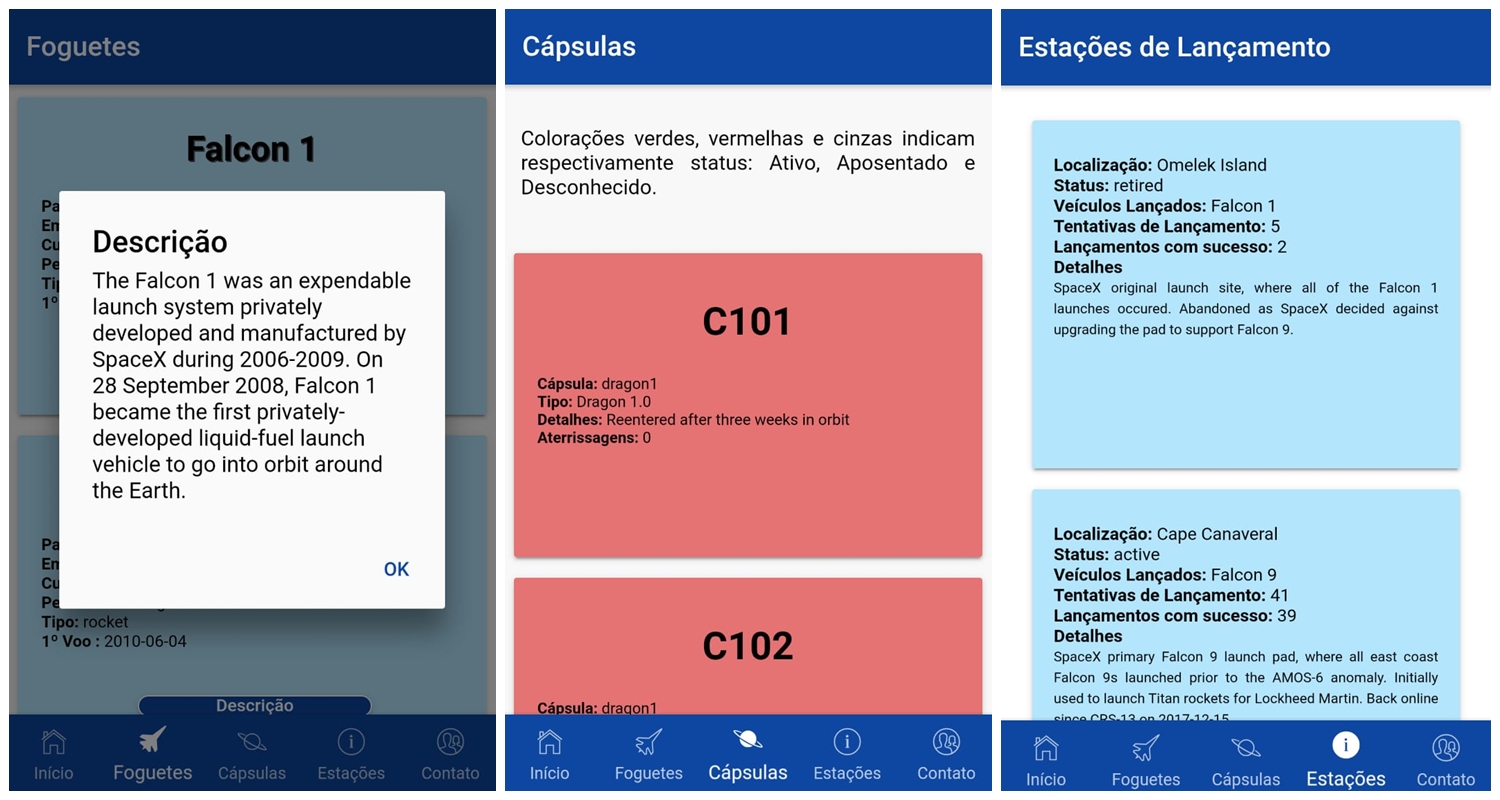 Foguetes
Falcon 1
Descrição
The Falcon 1 was an expendable
launch system privately
developed and manufactured by
SpaceX during 2006-2009. On
28 September 2008, Falcon 1
became the first privately-
developed liquid-fuel launch
vehicle to go into orbit around
the Earth.
OK
Pa
Em
Cu
Pe
Tip
1º
Pa
Em
Cu
Pe
Tipo: rocket
1º Voo : 2010-06-04
Descrição
Início
Foguetes
Cápsulas
Estações
Contato
Cápsulas
Colorações verdes, vermelhas e cinzas indicam
respectivamente status: Ativo, Aposentado e
Desconhecido.
C101
Cápsula: dragon1
Tipo: Dragon 1.0
Detalhes: Reentered after three weeks in orbit
Aterrissagens: 0
C102
Cápsula: dragon1
Início
Foguetes
Cápsulas
Estações
Contato
Estações de Lançamento
Localização: Omelek Island
Status: retired
Veículos Lançados: Falcon 1
Tentativas de Lançamento: 5
Lançamentos com sucesso: 2
Detalhes
SpaceX original launch site, where all of the Falcon 1
launches occured. Abandoned as SpaceX decided against
upgrading the pad to support Falcon 9.
Localização: Cape Canaveral
Status: active
Veículos Lançados: Falcon 9
Tentativas de Lançamento: 41
Lançamentos com sucesso: 39
Detalhes
SpaceX primary Falcon 9 launch pad, where all east coast
Falcon 9s launched prior to the AMOS-6 anomaly. Initially
used to launch Titan rockets for Lockheed Martin. Back online
since CRS-13 on 2017-12-15.
Início
Foguetes
Cápsulas
Estações
Contato